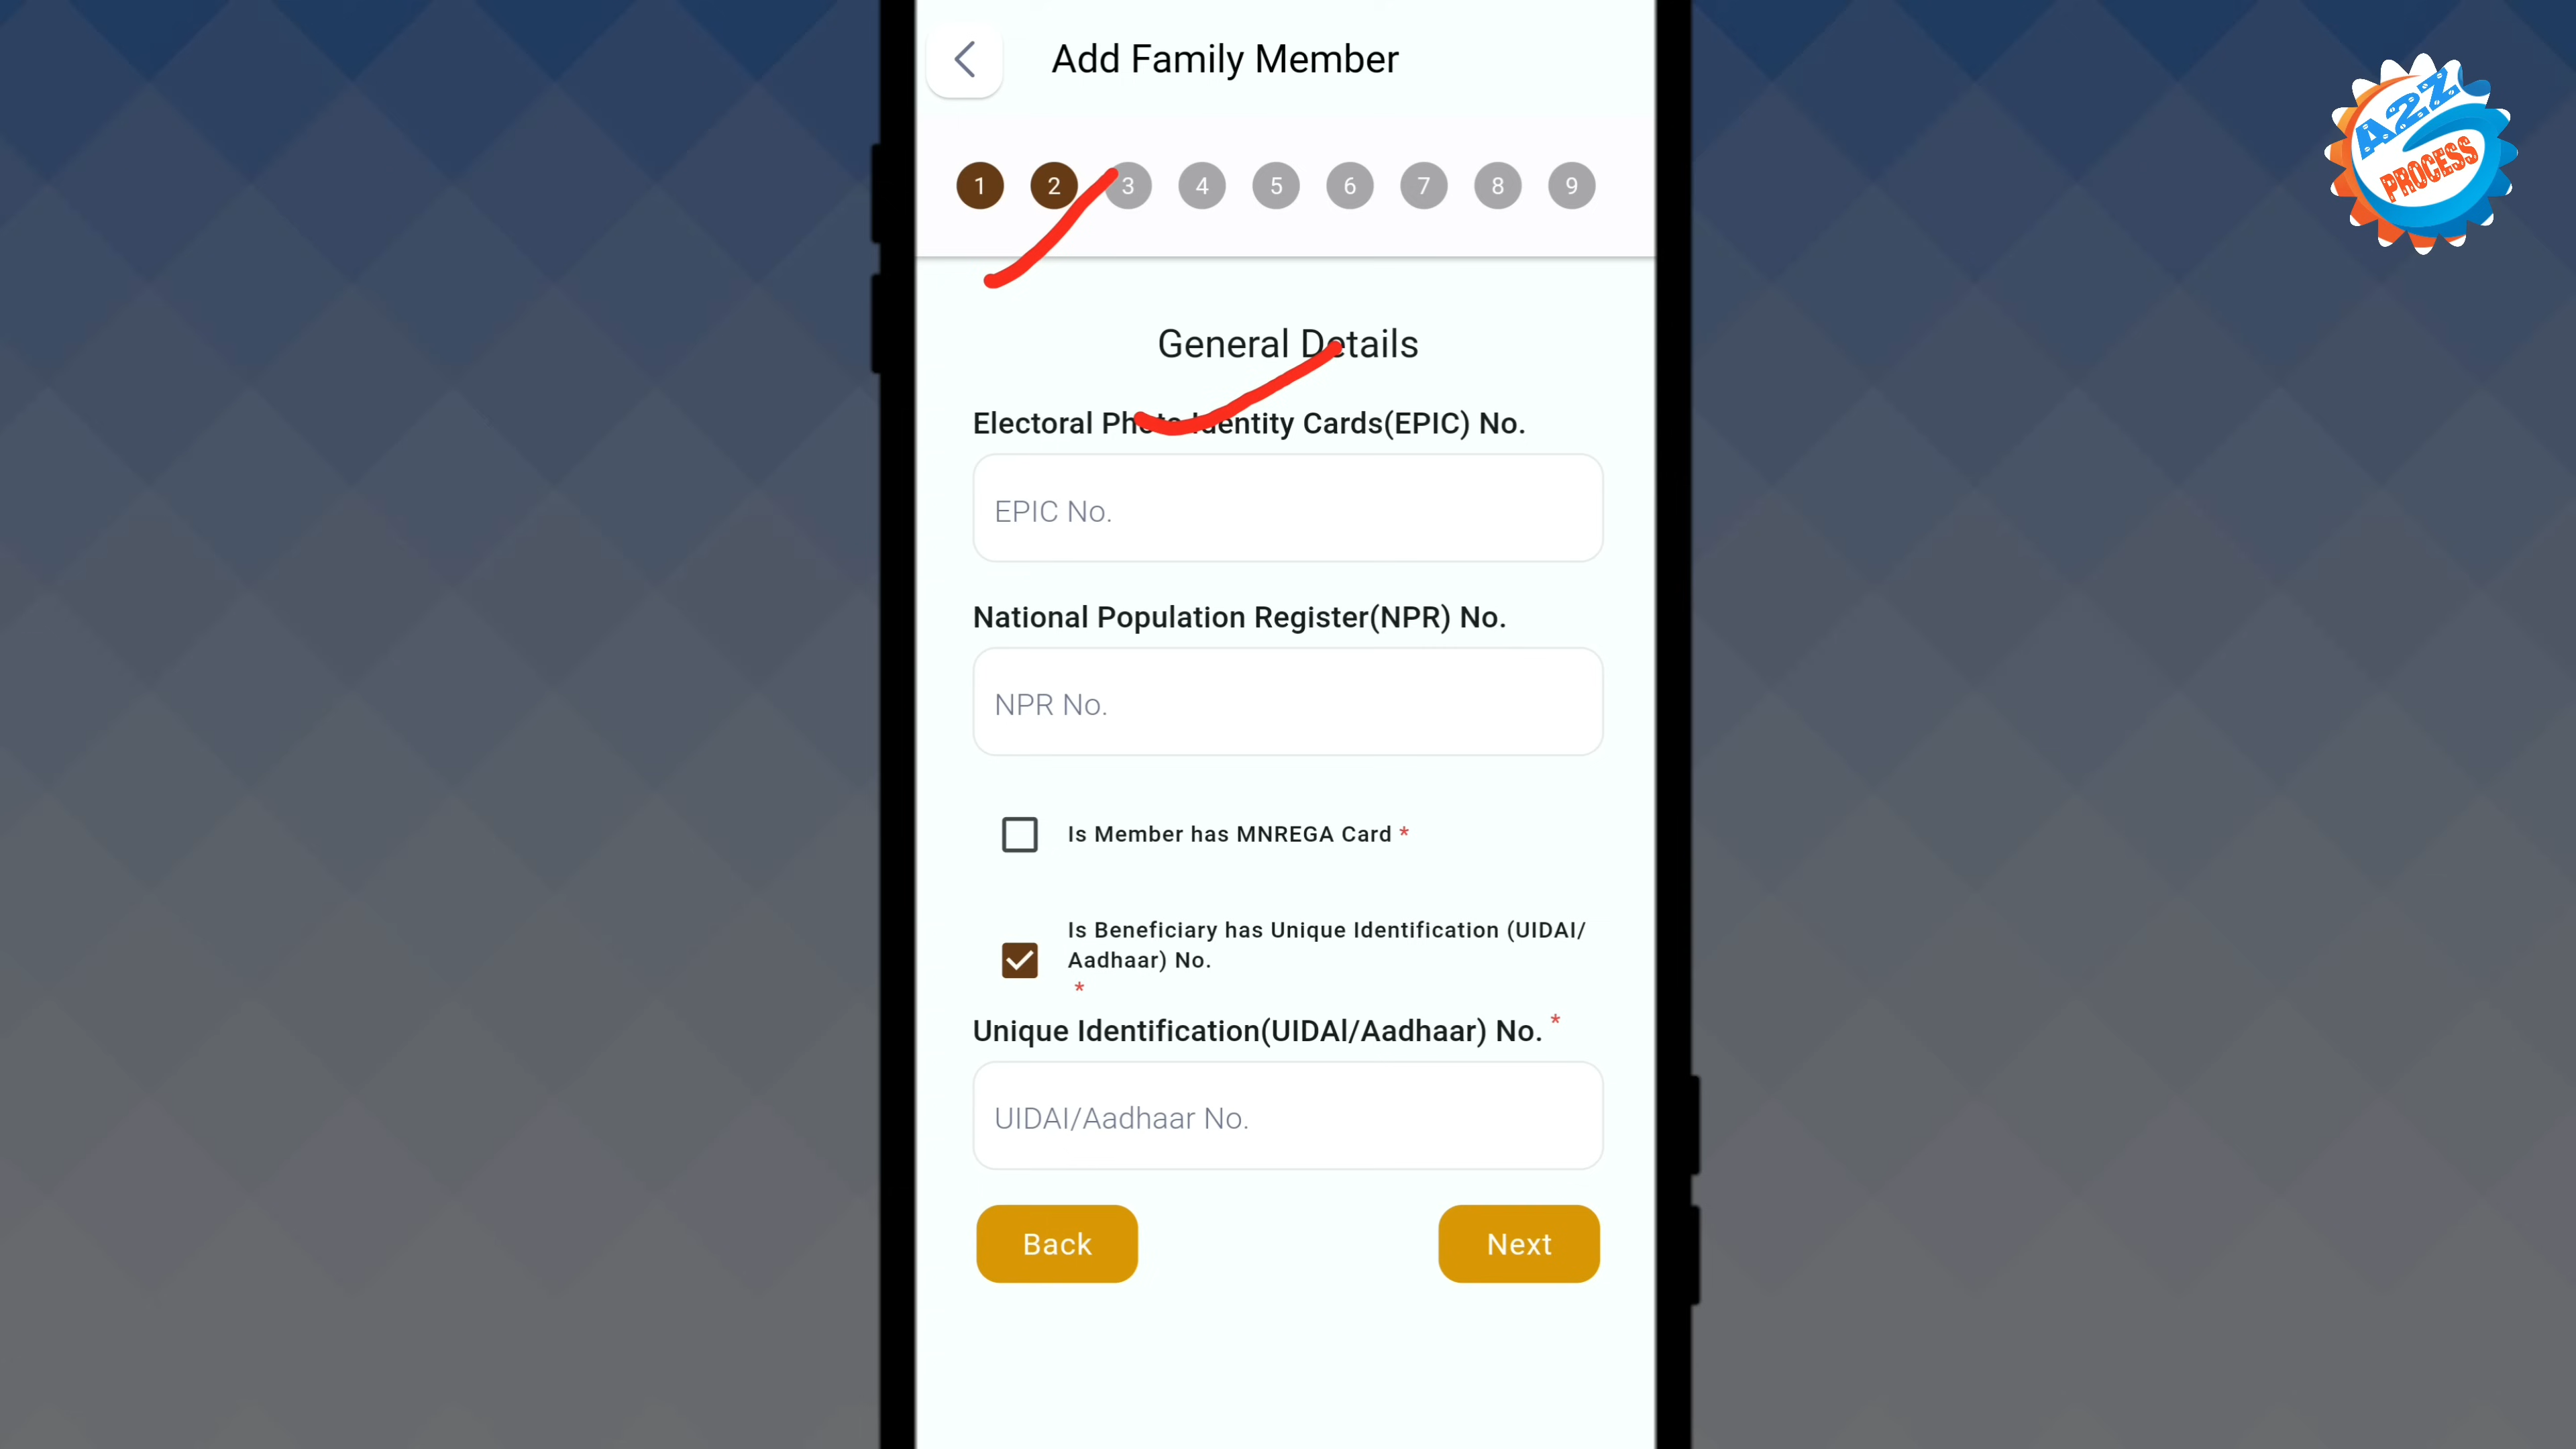 Add Family Member
1 2 3 4 5 6 7 8 9
A2Z
PROCESS
General Details
Electoral Photo Identity Cards(EPIC) No.
EPIC No.
National Population Register(NPR) No.
NPR No.
Is Member has MNREGA Card *
Is Beneficiary has Unique Identification (UIDAI/
Aadhaar) No.
*
Unique Identification(UIDAI/Aadhaar) No. *
UIDAI/Aadhaar No.
Back Next